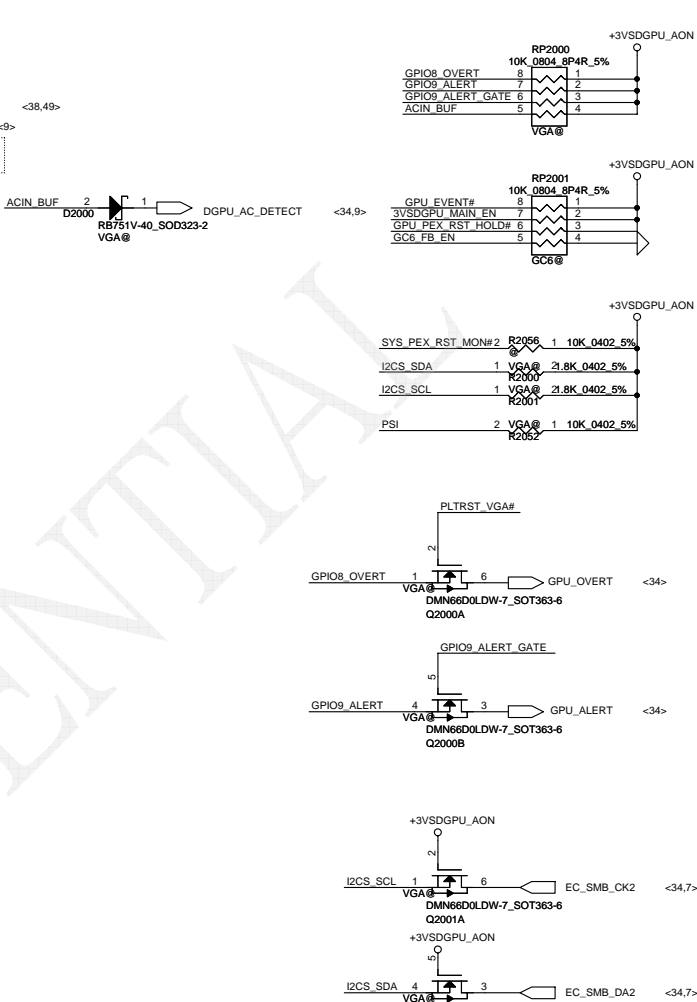 +3VSDGPU_AON
RP2000
10K_0804_8P4R_5%
GPIO8_OVERT 8 1
GPIO9_ALERT 7 2
GPIO9_ALERT_GATE 6 3
ACIN_BUF 5 4
VGA@
<38,49>
<9>
+3VSDGPU_AON
RP2001
10K_0804_8P4R_5%
GPU_EVENT# 8 1
3VSDGPU_MAIN_EN 7 2
GPU_PEX_RST_HOLD# 6 3
GC6_FB_EN 5 4
GC6@
ACIN_BUF 2 1 DGPU_AC_DETECT <34,9>
D2000
RB751V-40_SOD323-2
VGA@
+3VSDGPU_AON
SYS_PEX_RST_MON# 2 R2056 1 10K_0402_5%
@
I2CS_SDA 1 VGA@ 2 1.8K_0402_5%
R2000
I2CS_SCL 1 VGA@ 2 1.8K_0402_5%
R2001
PSI 2 VGA@ 1 10K_0402_5%
R2052
PLTRST_VGA#
2
GPIO8_OVERT 1 6 GPU_OVERT <34>
VGA@
DMN66D0LDW-7_SOT363-6
Q2000A
GPIO9_ALERT_GATE
5
GPIO9_ALERT 4 3 GPU_ALERT <34>
VGA@
DMN66D0LDW-7_SOT363-6
Q2000B
+3VSDGPU_AON
2
I2CS_SCL 1 6 EC_SMB_CK2 <34,7>
VGA@
DMN66D0LDW-7_SOT363-6
Q2001A
+3VSDGPU_AON
5
I2CS_SDA 4 3 EC_SMB_DA2 <34,7>
VGA@
ENTIAL